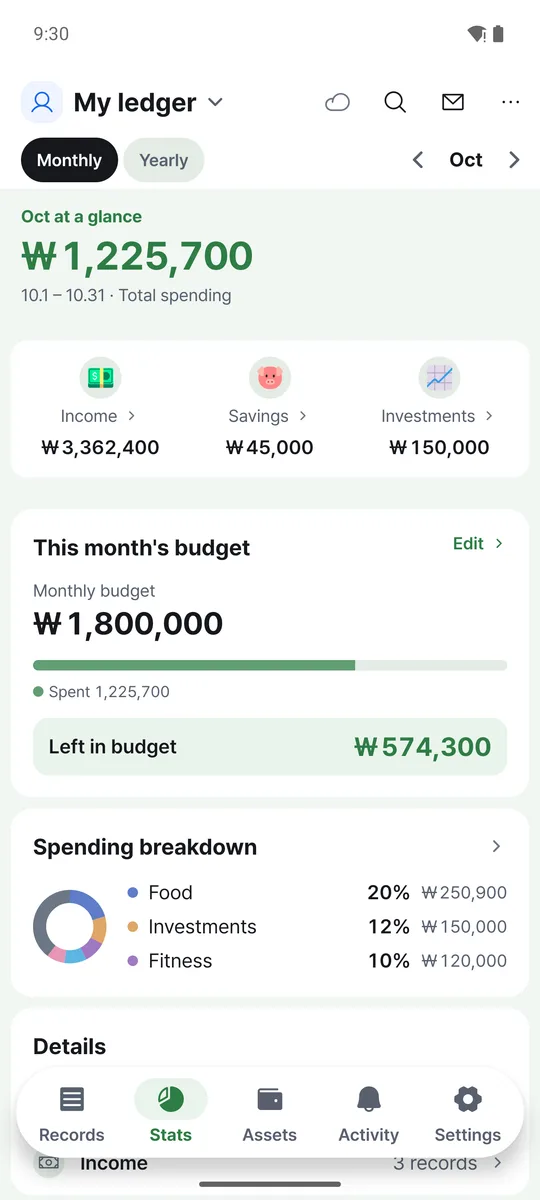 9:30
My ledger
Monthly Yearly Oct
Oct at a glance
₩1,225,700
10.1 – 10.31 · Total spending
Income Savings Investments
₩3,362,400 ₩45,000 ₩150,000
This month's budget Edit
Monthly budget
₩1,800,000
Spent 1,225,700
Left in budget ₩574,300
Spending breakdown
Food 20% ₩250,900
Investments 12% ₩150,000
Fitness 10% ₩120,000
Details
Records Stats Assets Activity Settings
Income 3 records